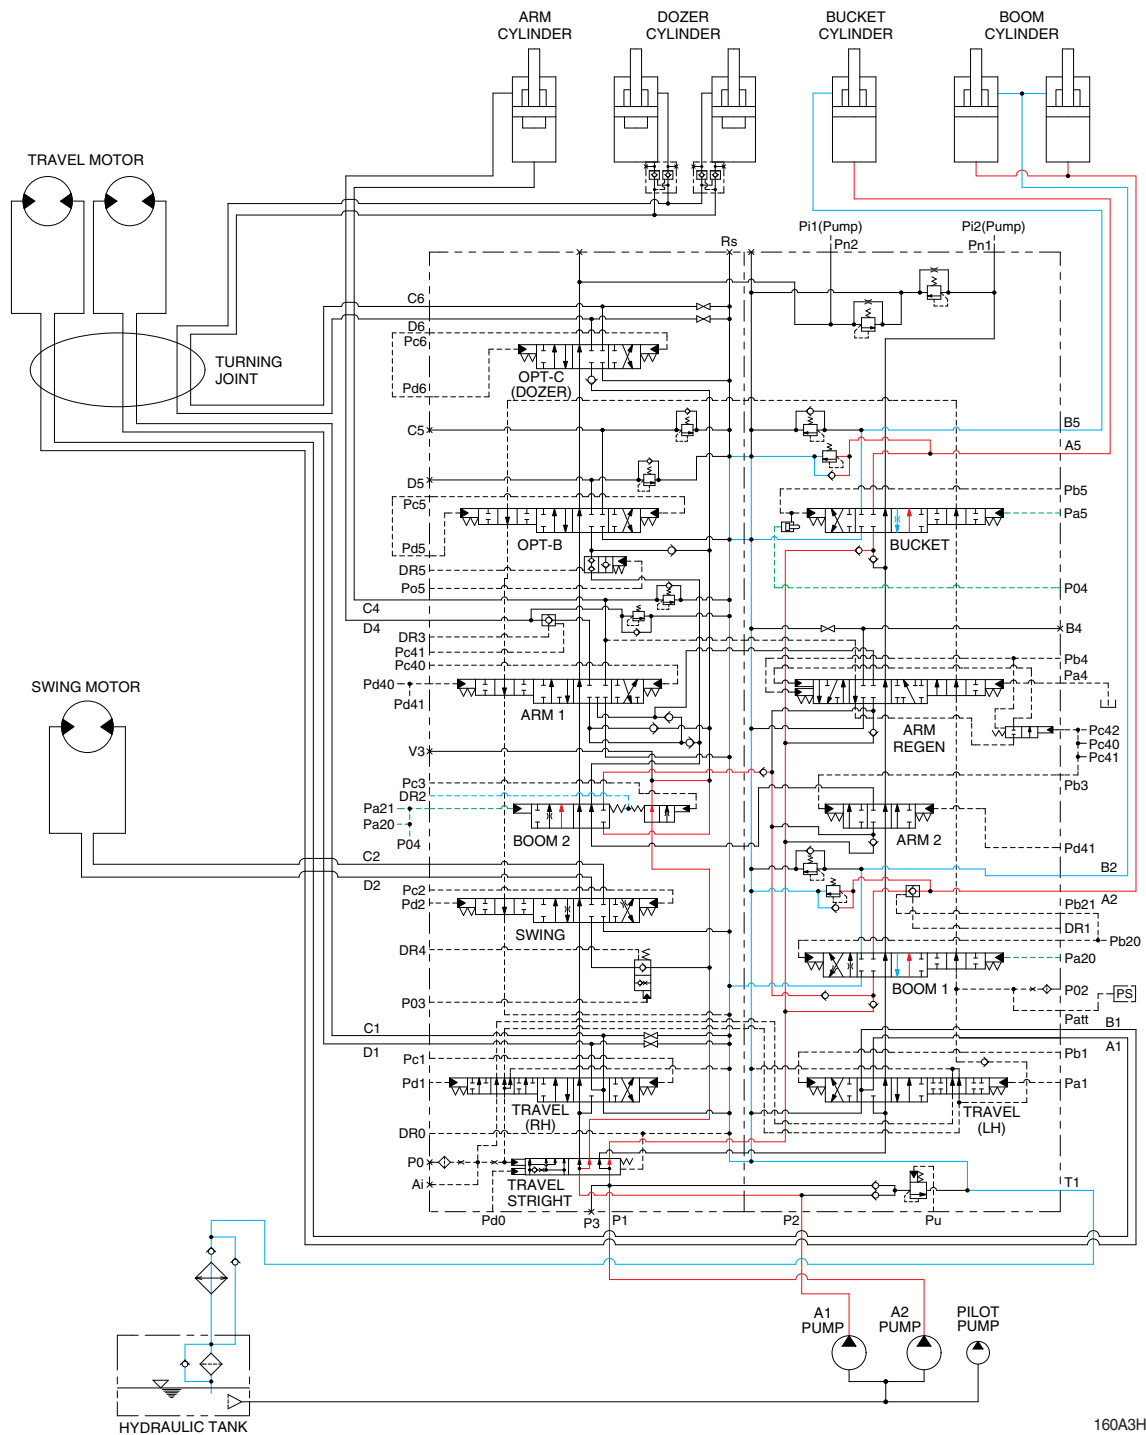 ARM
CYLINDER
DOZER
CYLINDER
BUCKET
CYLINDER
BOOM
CYLINDER
TRAVEL MOTOR
TURNING
JOINT
SWING MOTOR
Pi1(Pump)
Pn2
Pi2(Pump)
Pn1
Rs
C6
D6
Pc6
Pd6
OPT-C
(DOZER)
C5
D5
Pc5
Pd5
OPT-B
DR5
Po5
C4
D4
DR3
Pc41
Pc40
Pd40
Pd41
ARM 1
V3
Pc3
DR2
Pa21
Pa20
P04
BOOM 2
C2
D2
Pc2
Pd2
SWING
DR4
P03
C1
D1
Pc1
Pd1
TRAVEL
(RH)
DR0
P0
Ai
TRAVEL
STRIGHT
Pd0
P3
P1
P2
Pu
B5
A5
Pb5
Pa5
BUCKET
P04
B4
Pb4
Pa4
ARM
REGEN
Pc42
Pc40
Pc41
Pb3
ARM 2
Pd41
B2
A2
Pb21
DR1
Pb20
Pa20
BOOM 1
P02
PS
Patt
B1
A1
Pb1
Pa1
TRAVEL
(LH)
T1
A1
PUMP
A2
PUMP
PILOT
PUMP
HYDRAULIC TANK
160A3H